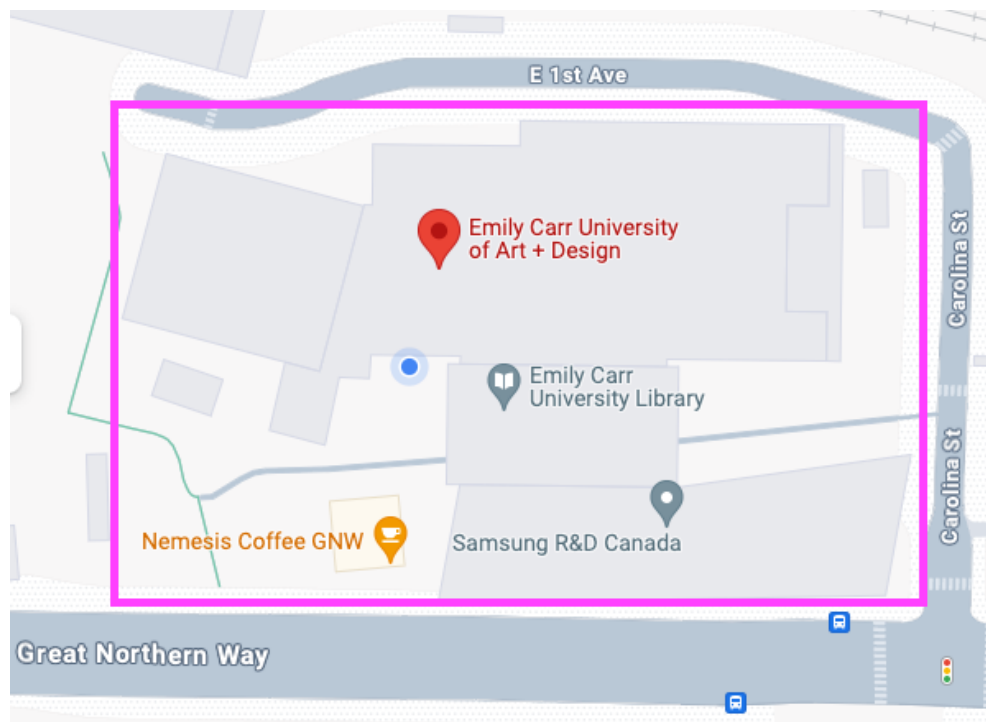 E 1st Ave
Emily Carr University
of Art + Design
Carolina St
Emily Carr
University Library
Carolina St
Nemesis Coffee GNW
Samsung R&D Canada
Great Northern Way